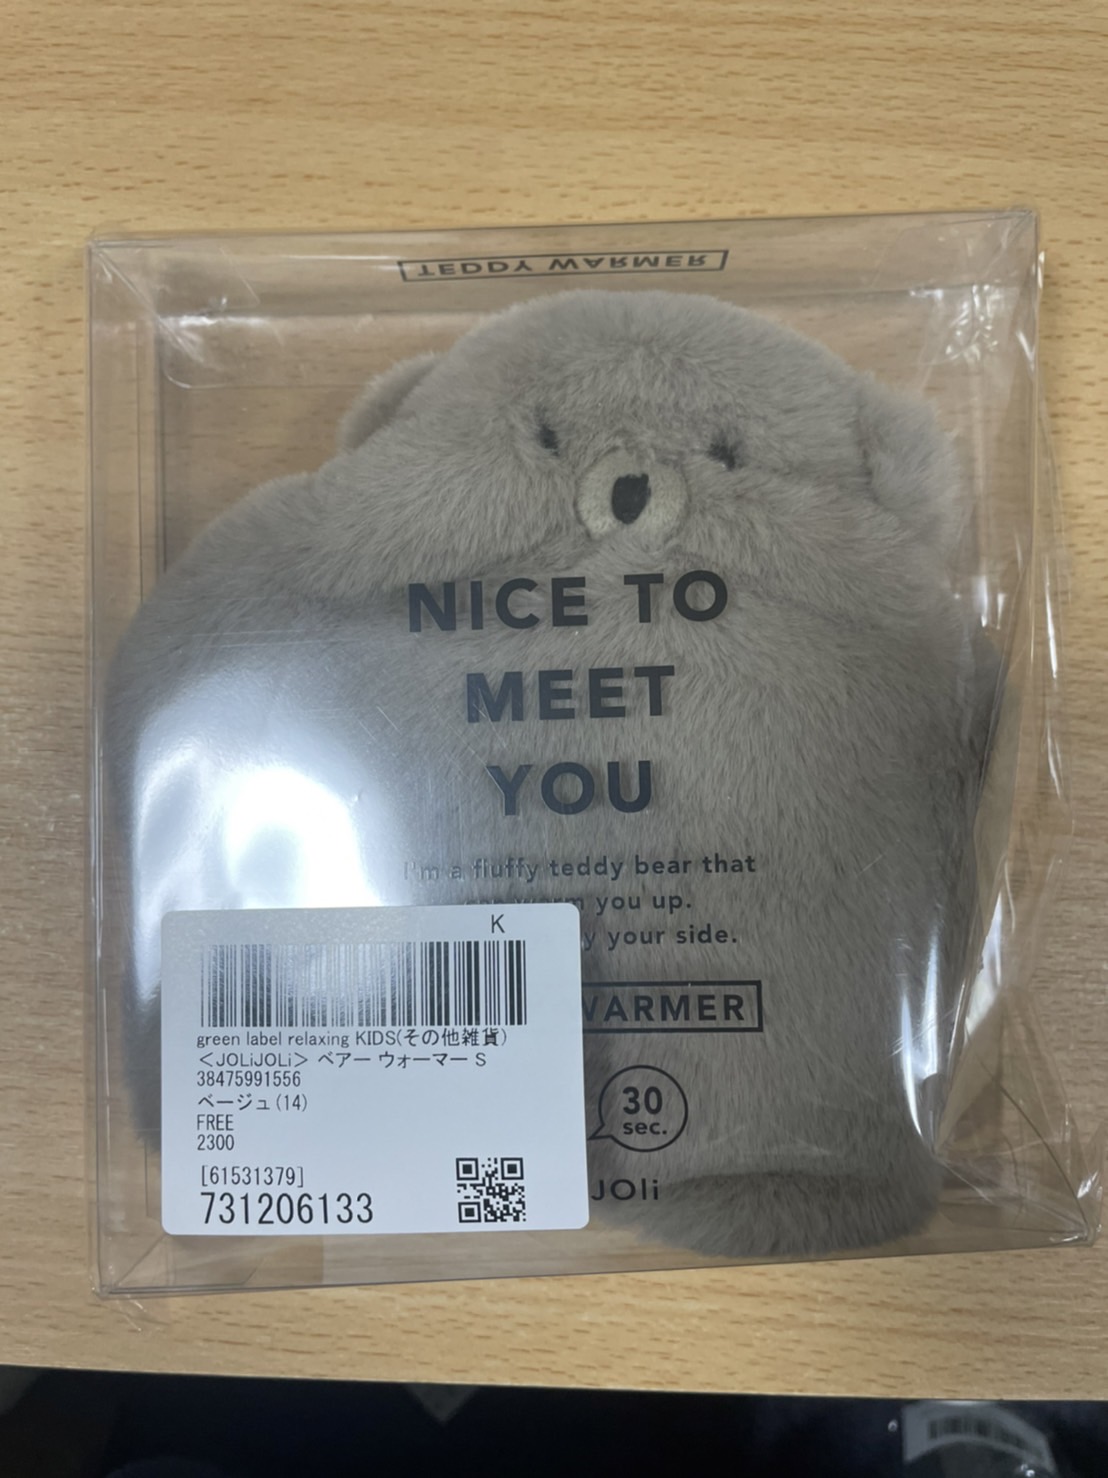 TEDDY WARMER
NICE TO
MEET
YOU
I'm a fluffy teddy bear that
warm you up.
your side.
WARMER
30
sec.
JOli
K
green label relaxing KIDS(その他雑貨)
＜JOLiJOLi＞ ベアー ウォーマー S
38475991556
ベージュ(14)
FREE
2300
[61531379]
731206133